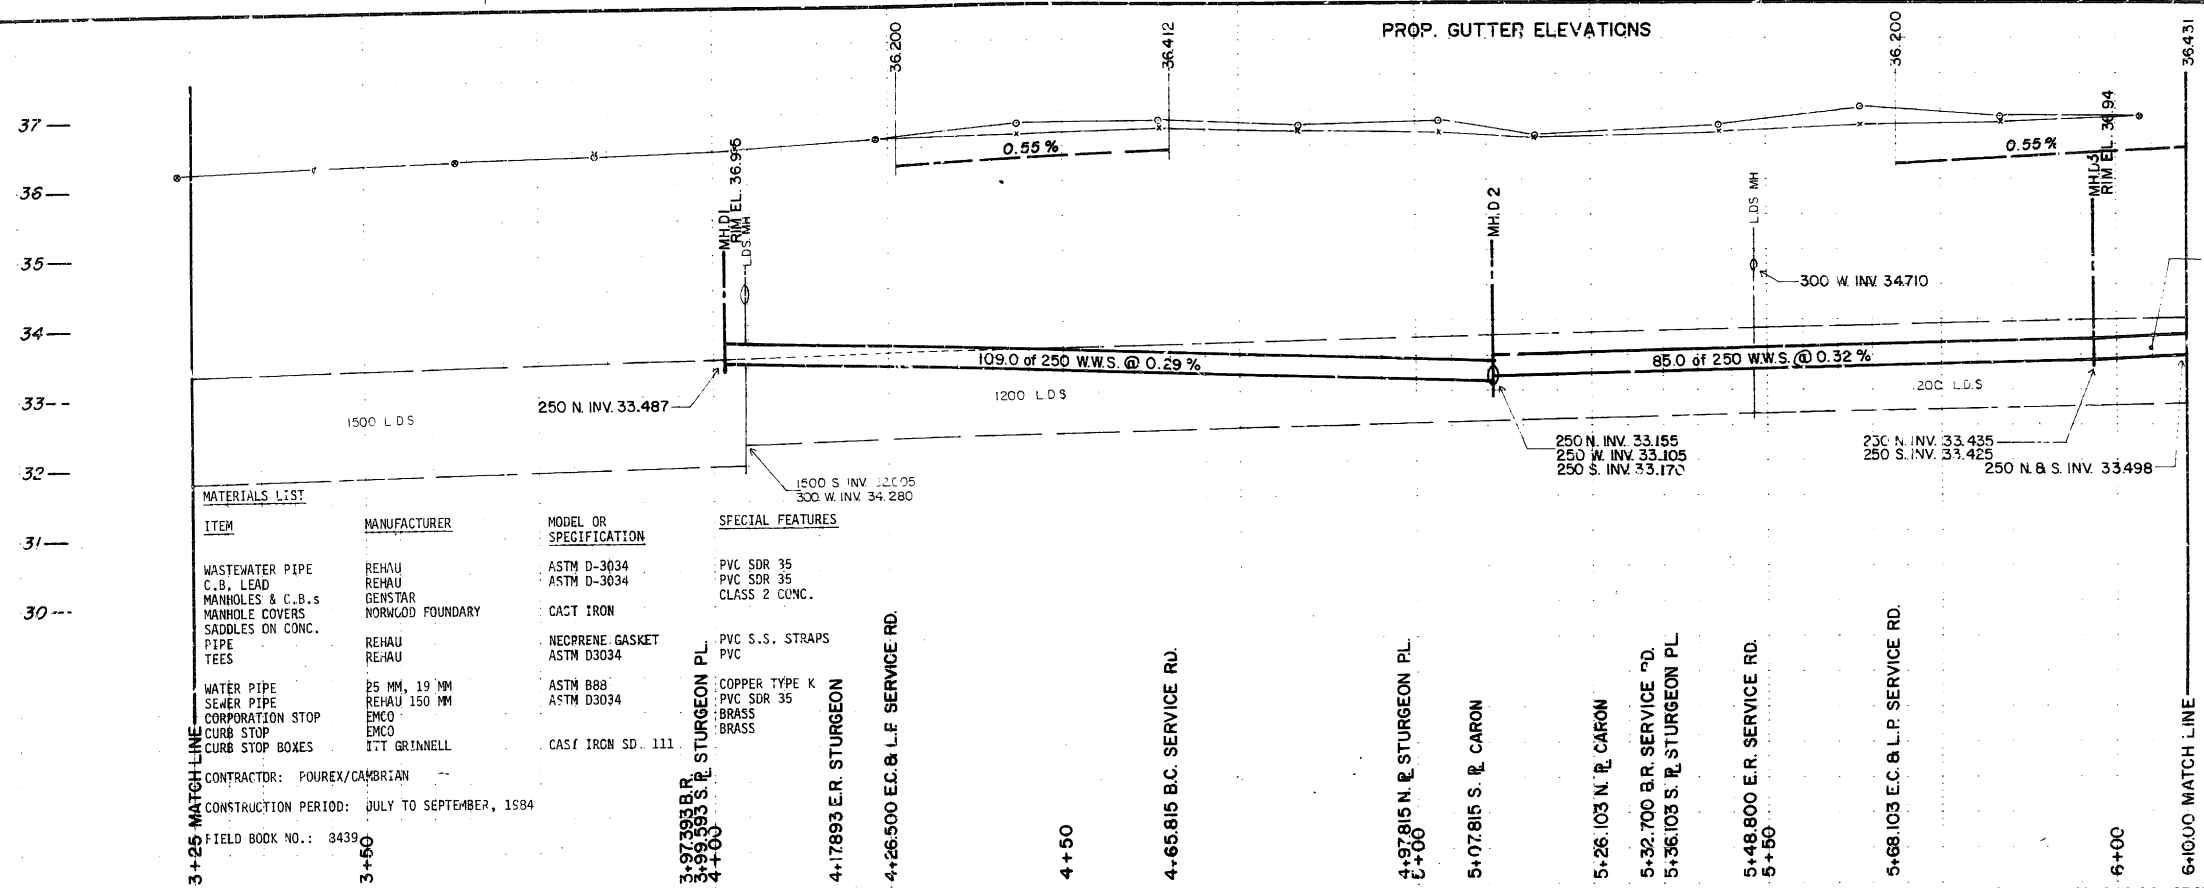 PROP. GUTTER ELEVATIONS
36.200
36.412
36.200
36.431
37
36
35
34
33
32
31
30
0.55 %
0.55 %
MH.D1
RIM EL.
L.DS. MH.
MH. D 2
L.DS MH
MH.D3
RIM EL. 36.94
300 W. INV. 34.710
109.0 of 250 W.W.S. @ 0.29 %
85.0 of 250 W.W.S. @ 0.32 %
250 N. INV. 33.487
1500 L D S
1200 L.D.S
200 L.D.S
250 N. INV. 33.155
250 W. INV. 33.105
250 S. INV. 33.170
N. INV. 33.435
250 S. INV. 33.425
250 N. & S. INV. 33.498
1500 S. INV.
300 W. INV. 34.280
MATERIALS LIST
ITEM MANUFACTURER MODEL OR SPECIAL FEATURES
SPECIFICATION
WASTEWATER PIPE REHAU ASTM D-3034 PVC SDR 35
C.B. LEAD REHAU ASTM D-3034 PVC SDR 35
MANHOLES & C.B.s GENSTAR CLASS 2 CONC.
MANHOLE COVERS NORWOOD FOUNDARY CAST IRON
SADDLES ON CONC.
PIPE REHAU NEOPRENE GASKET PVC S.S. STRAPS
TEES REHAU ASTM D3034 PVC
WATER PIPE 25 MM, 19 MM ASTM B88 COPPER TYPE K
SEWER PIPE REHAU 150 MM ASTM D3034 PVC SDR 35
CORPORATION STOP EMCO BRASS
CURB STOP EMCO BRASS
CURB STOP BOXES ITT GRINNELL CAST IRON SD. 111
CONTRACTOR: POUREX/CAMBRIAN
CONSTRUCTION PERIOD: JULY TO SEPTEMBER, 1984
FIELD BOOK NO.: 8439
3+25 MATCH LINE
3+50
3+97.393 B.R.
3+99.593 S. PL STURGEON PL.
4+00
4+17.893 E.R. STURGEON
4+26.500 E.C. & L.P. SERVICE RD.
4+50
4+65.815 B.C. SERVICE RD.
4+97.815 N. PL STURGEON PL.
+00
5+07.815 S. PL CARON
5+26.103 N. PL CARON
5+32.700 B.R. SERVICE RD.
5+36.103 S. PL STURGEON PL.
5+48.800 E.R. SERVICE RD.
5+50
5+68.103 E.C. & L.P. SERVICE RD.
6+00
6+10.00 MATCH LINE